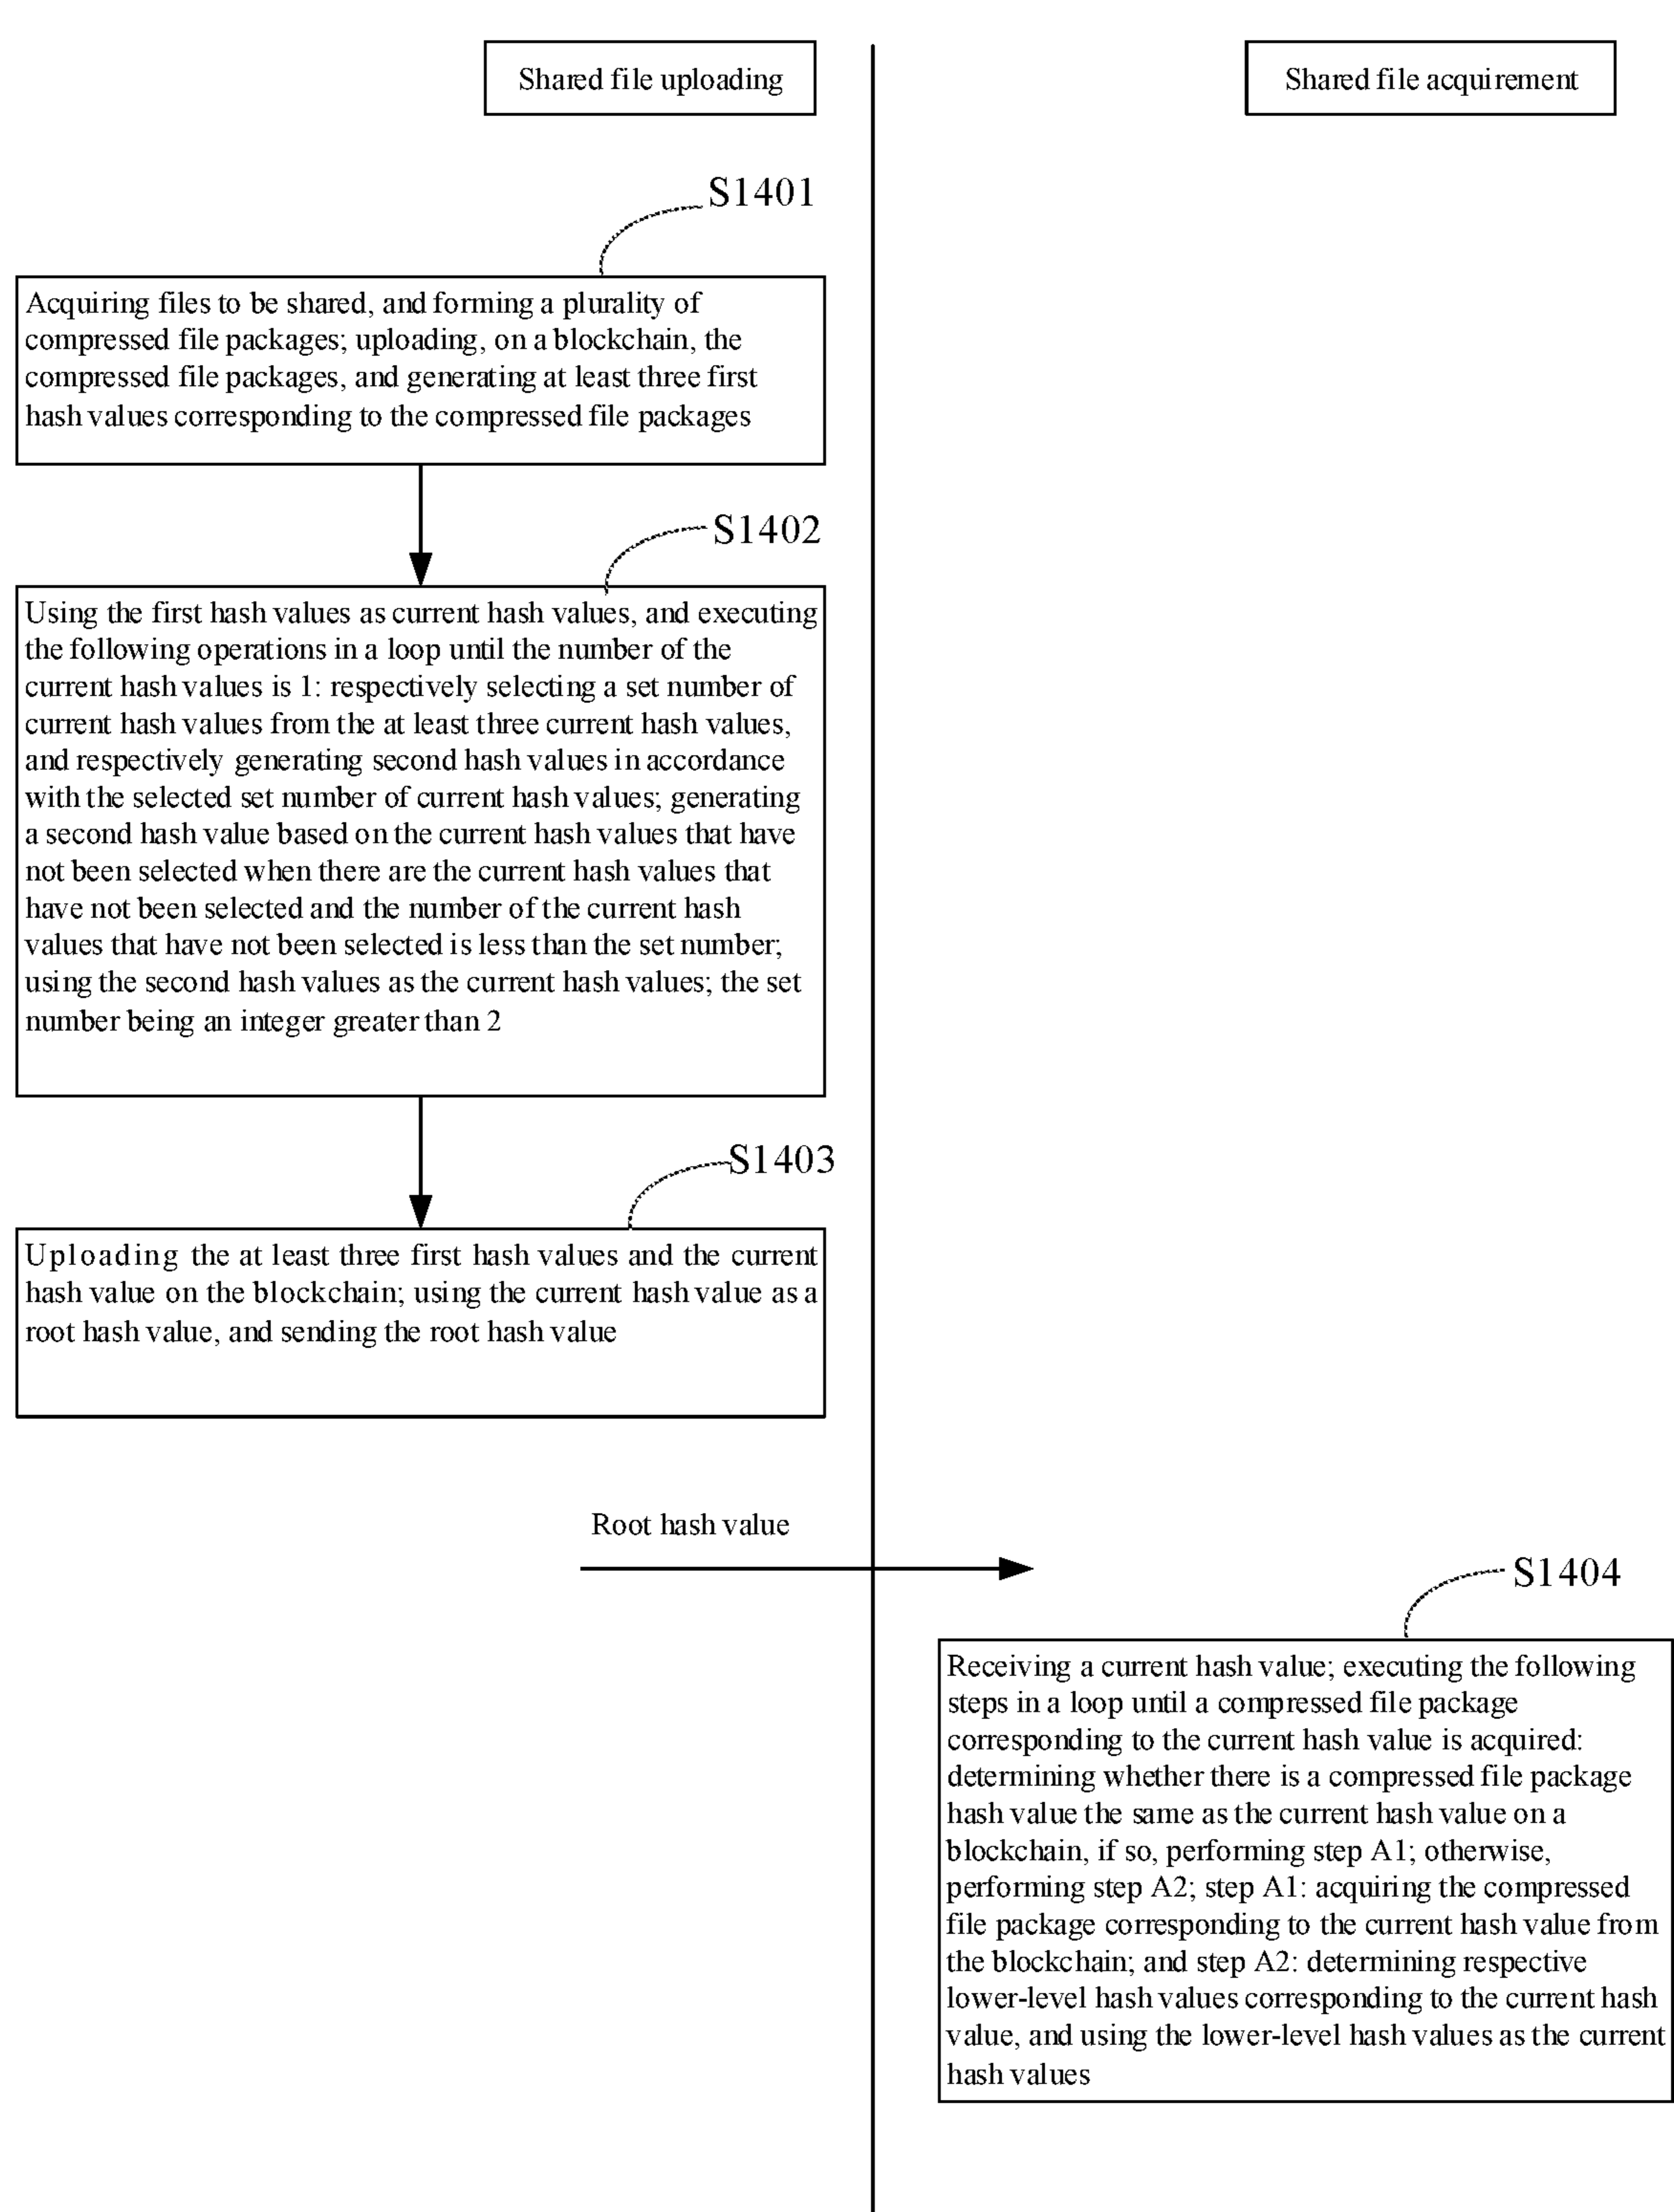 Shared file uploading
Shared file acquirement
S1401
Acquiring files to be shared, and forming a plurality of
compressed file packages; uploading, on a blockchain, the
compressed file packages, and generating at least three first
hash values corresponding to the compressed file packages
S1402
Using the first hash values as current hash values, and executing
the following operations in a loop until the number of the
current hash values is 1: respectively selecting a set number of
current hash values from the at least three current hash values,
and respectively generating second hash values in accordance
with the selected set number of current hash values; generating
a second hash value based on the current hash values that have
not been selected when there are the current hash values that
have not been selected and the number of the current hash
values that have not been selected is less than the set number;
using the second hash values as the current hash values; the set
number being an integer greater than 2
S1403
Uploading the at least three first hash values and the current
hash value on the blockchain; using the current hash value as a
root hash value, and sending the root hash value
Root hash value
S1404
Receiving a current hash value; executing the following
steps in a loop until a compressed file package
corresponding to the current hash value is acquired:
determining whether there is a compressed file package
hash value the same as the current hash value on a
blockchain, if so, performing step A1; otherwise,
performing step A2; step A1: acquiring the compressed
file package corresponding to the current hash value from
the blockchain; and step A2: determining respective
lower-level hash values corresponding to the current hash
value, and using the lower-level hash values as the current
hash values